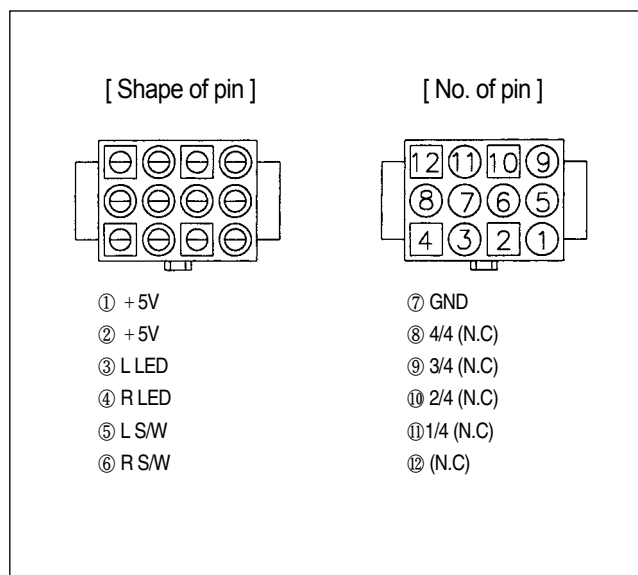 [ Shape of pin ]
[ No. of pin ]
12 11 10 9
8 7 6 5
4 3 2 1
① +5V
② +5V
③ L LED
④ R LED
⑤ L S/W
⑥ R S/W
⑦ GND
⑧ 4/4 (N.C)
⑨ 3/4 (N.C)
⑩ 2/4 (N.C)
⑪1/4 (N.C)
⑫ (N.C)